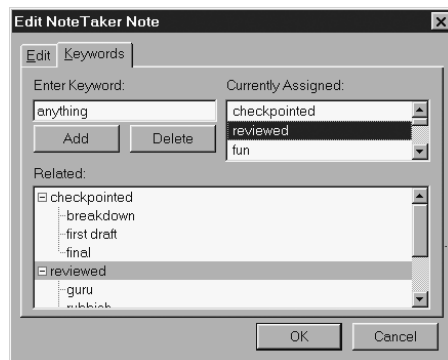 Edit NoteTaker Note
Edit Keywords
Enter Keyword: Currently Assigned:
anything checkpointed
Add Delete reviewed
fun
Related:
checkpointed
breakdown
first draft
final
reviewed
guru
rubbish
OK Cancel